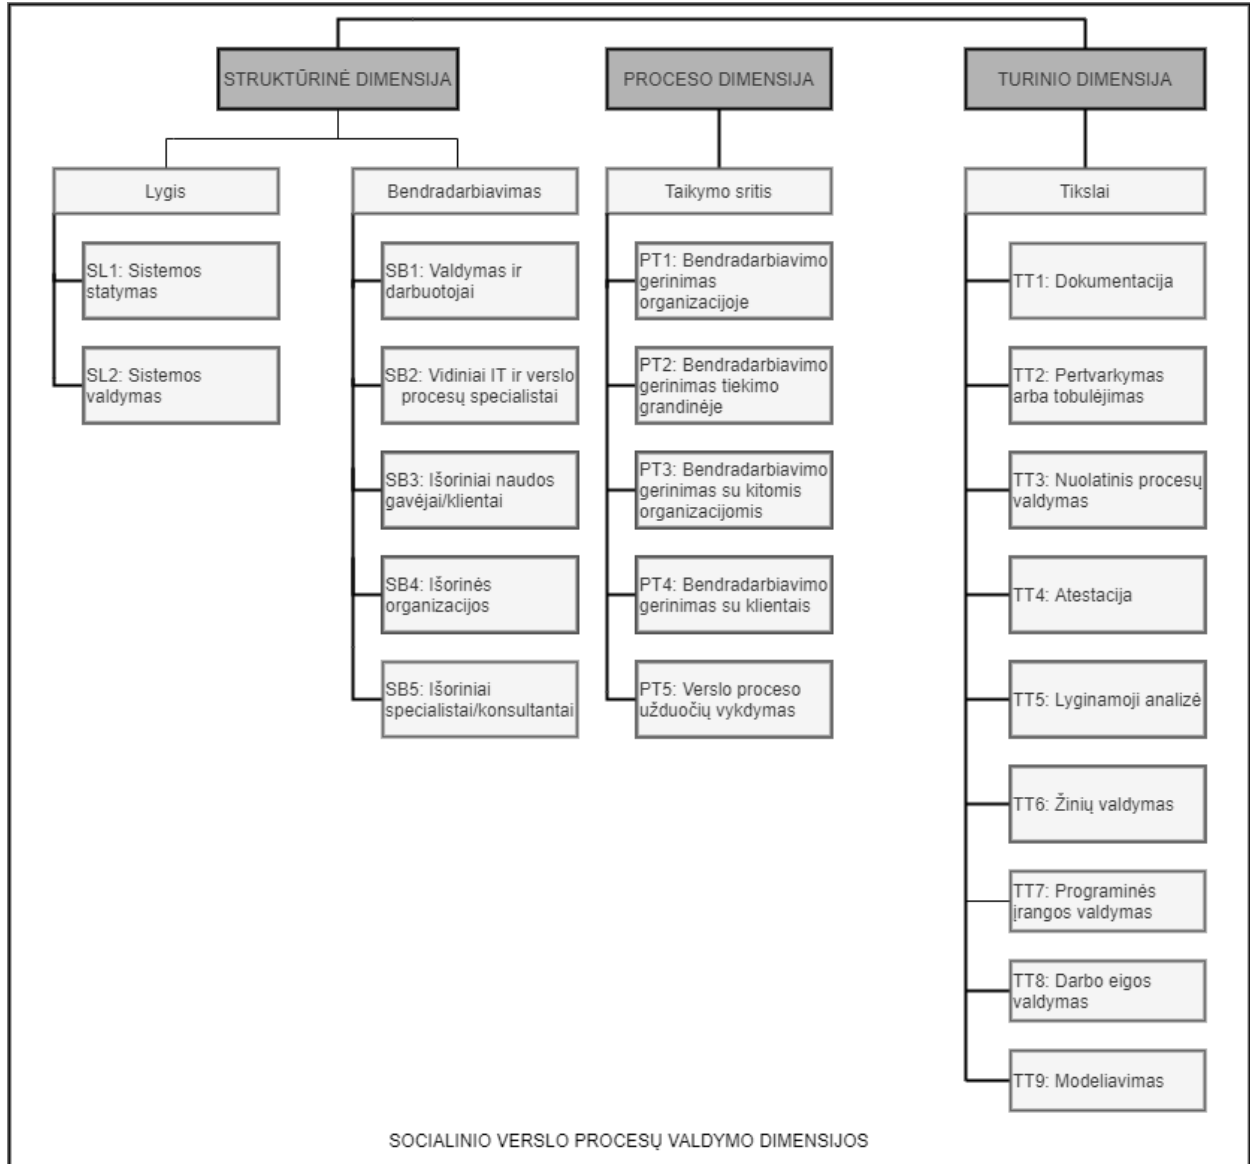 STRUKTŪRINĖ DIMENSIJA
PROCESO DIMENSIJA
TURINIO DIMENSIJA
Lygis
SL1: Sistemos
statymas
SL2: Sistemos
valdymas
Bendradarbiavimas
SB1: Valdymas ir
darbuotojai
SB2: Vidiniai IT ir verslo
procesų specialistai
SB3: Išoriniai naudos
gavėjai/klientai
SB4: Išorinės
organizacijos
SB5: Išoriniai
specialistai/konsultantai
Taikymo sritis
PT1: Bendradarbiavimo
gerinimas
organizacijoje
PT2: Bendradarbiavimo
gerinimas tiekimo
grandinėje
PT3: Bendradarbiavimo
gerinimas su kitomis
organizacijomis
PT4: Bendradarbiavimo
gerinimas su klientais
PT5: Verslo proceso
užduočių vykdymas
Tikslai
TT1: Dokumentacija
TT2: Pertvarkymas
arba tobulėjimas
TT3: Nuolatinis procesų
valdymas
TT4: Atestacija
TT5: Lyginamoji analizė
TT6: Žinių valdymas
TT7: Programinės
įrangos valdymas
TT8: Darbo eigos
valdymas
TT9: Modeliavimas
SOCIALINIO VERSLO PROCESŲ VALDYMO DIMENSIJOS